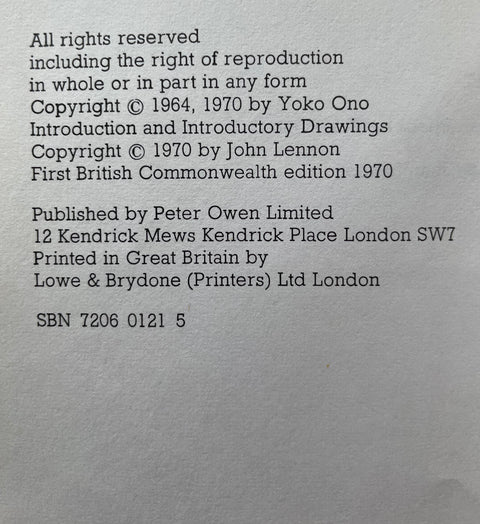 All rights reserved
including the right of reproduction
in whole or in part in any form
Copyright © 1964, 1970 by Yoko Ono
Introduction and Introductory Drawings
Copyright © 1970 by John Lennon
First British Commonwealth edition 1970
Published by Peter Owen Limited
12 Kendrick Mews Kendrick Place London SW7
Printed in Great Britain by
Lowe & Brydone (Printers) Ltd London
SBN 7206 0121 5